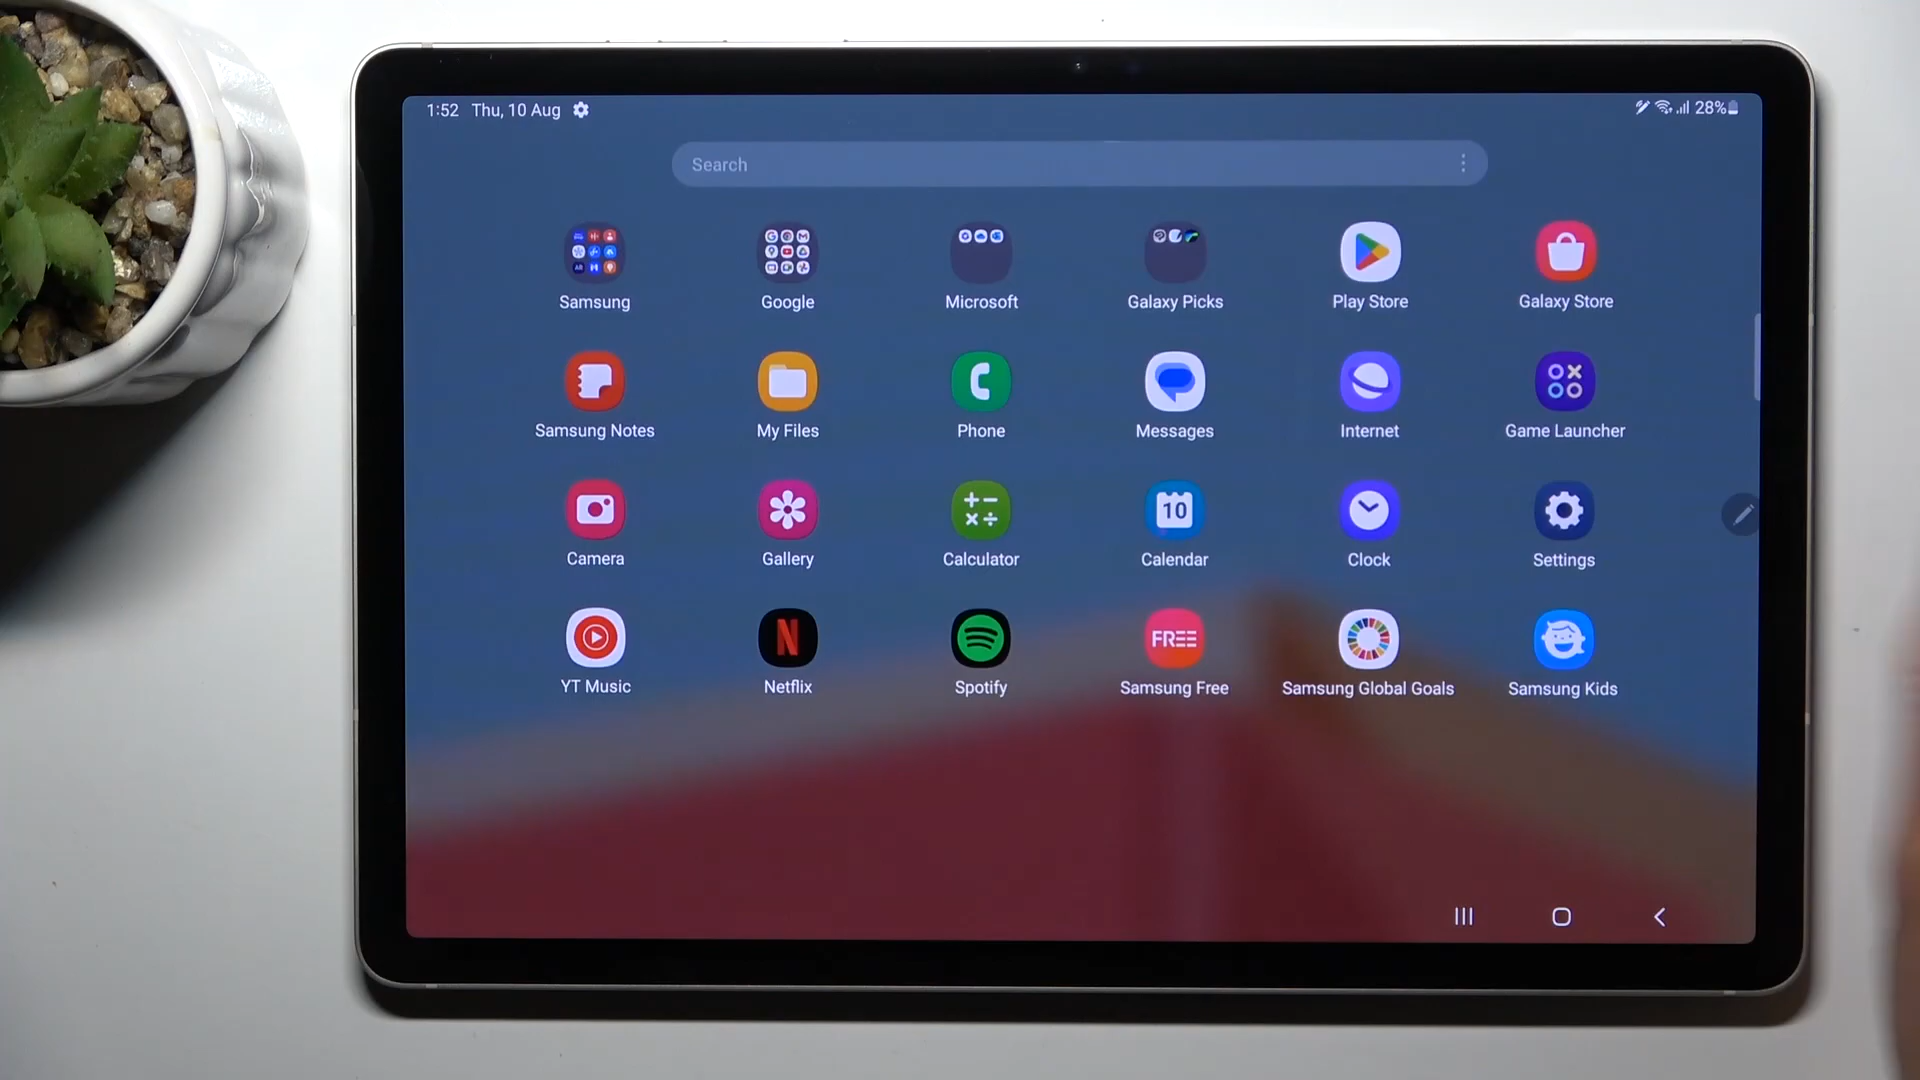 1:52 Thu, 10 Aug 28%
Search
Samsung Google Microsoft Galaxy Picks Play Store Galaxy Store
Samsung Notes My Files Phone Messages Internet Game Launcher
10
Camera Gallery Calculator Calendar Clock Settings
N FREE
YT Music Netflix Spotify Samsung Free Samsung Global Goals Samsung Kids